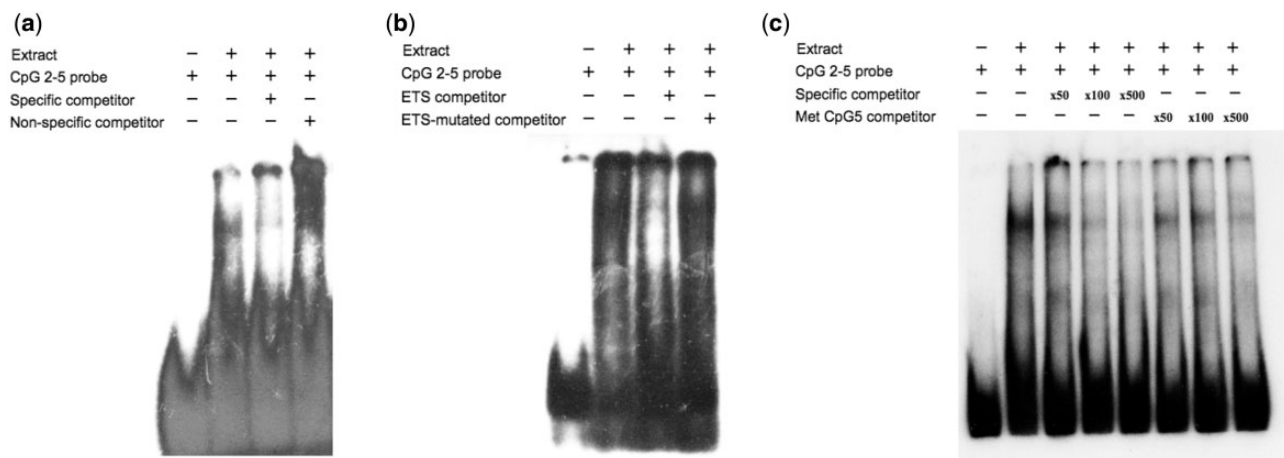 (a)
Extract − + + +
CpG 2-5 probe + + + +
Specific competitor − − + −
Non-specific competitor − − − +
(b)
Extract − + + +
CpG 2-5 probe + + + +
ETS competitor − − + −
ETS-mutated competitor − − − +
(c)
Extract − + + + + + + +
CpG 2-5 probe + + + + + + + +
Specific competitor − − x50 x100 x500 − − −
Met CpG5 competitor − − − − − x50 x100 x500